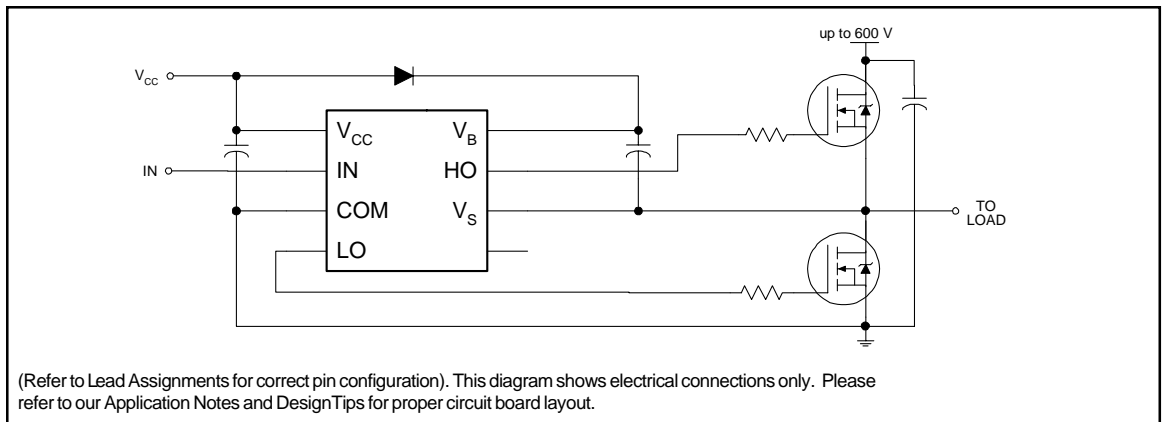 up to 600 V
VCC
VCC VB
IN
IN HO
COM VS
TO
LOAD
LO
(Refer to Lead Assignments for correct pin configuration). This diagram shows electrical connections only. Please
refer to our Application Notes and DesignTips for proper circuit board layout.